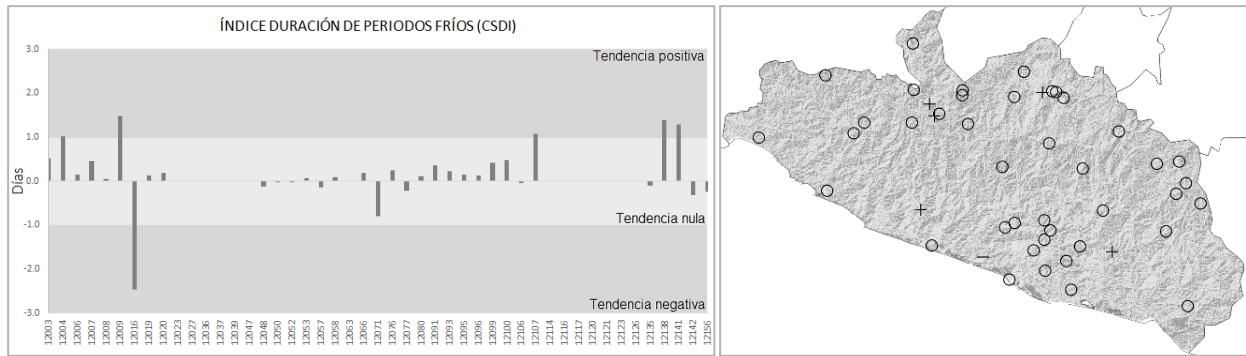 ÍNDICE DURACIÓN DE PERIODOS FRÍOS (CSDI)
3.0
Tendencia positiva
2.0
1.0
Días
0.0
-1.0
Tendencia nula
-2.0
Tendencia negativa
-3.0
12003 12004 12006 12007 12008 12009 12016 12019 12020 12023 12027 12036 12037 12039 12047 12048 12050 12052 12053 12057 12058 12063 12066 12071 12076 12077 12080 12091 12093 12095 12096 12099 12100 12106 12107 12114 12116 12117 12120 12121 12123 12126 12135 12138 12141 12142 12156